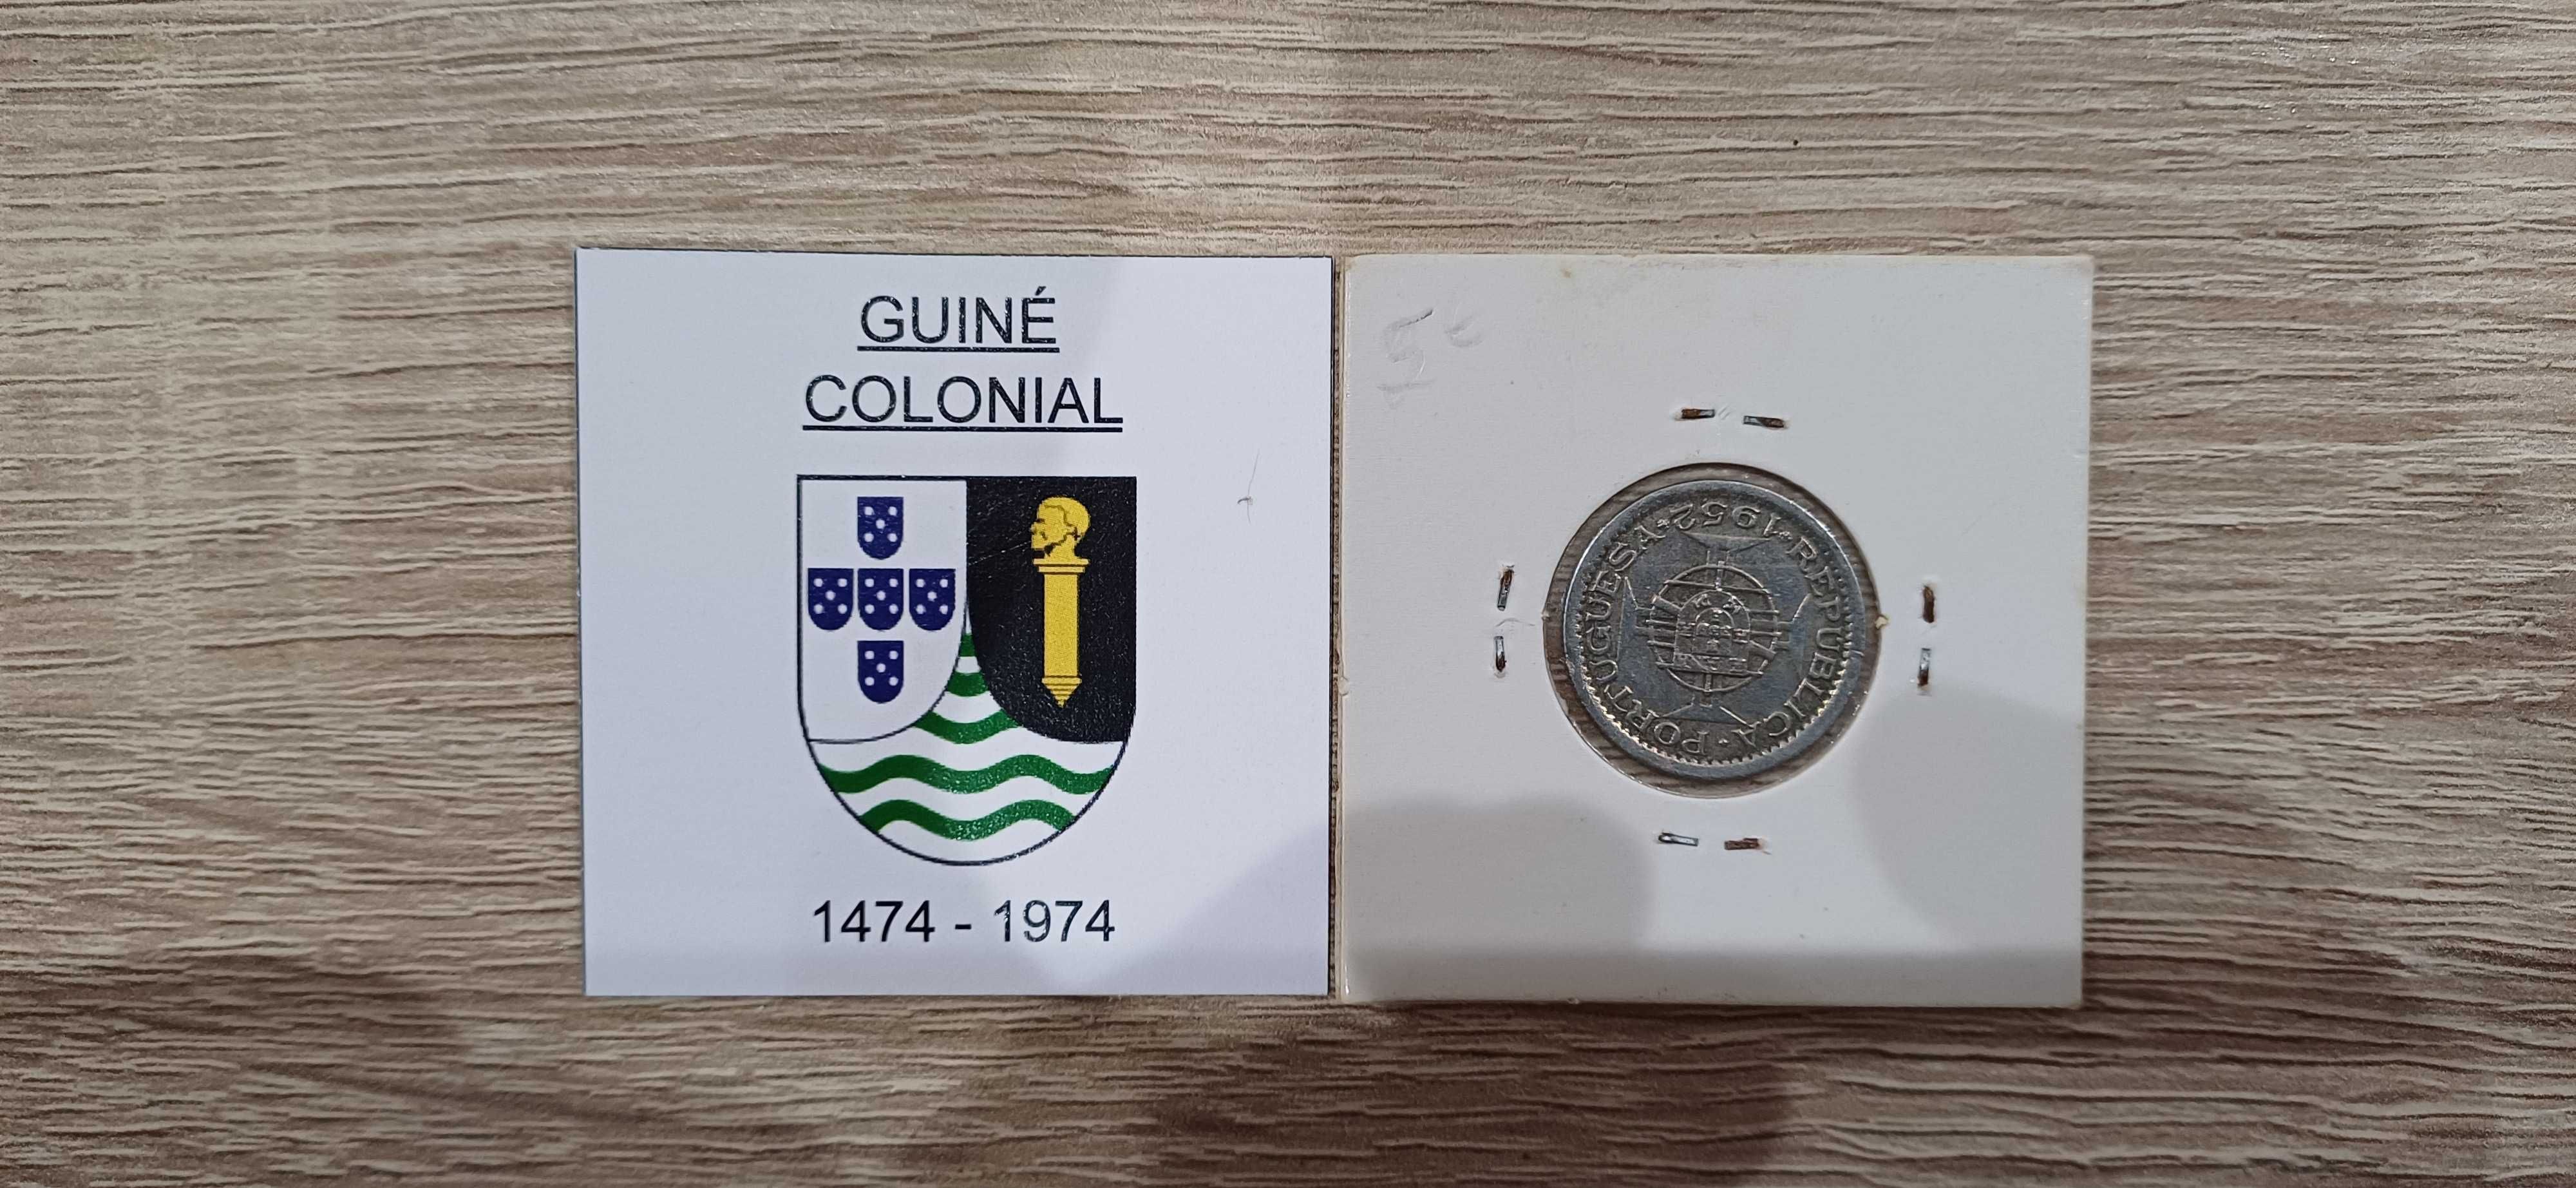 GUINÉ
COLONIAL
1474 - 1974
5
1952 • REPUBLICA • PORTUGUESA •